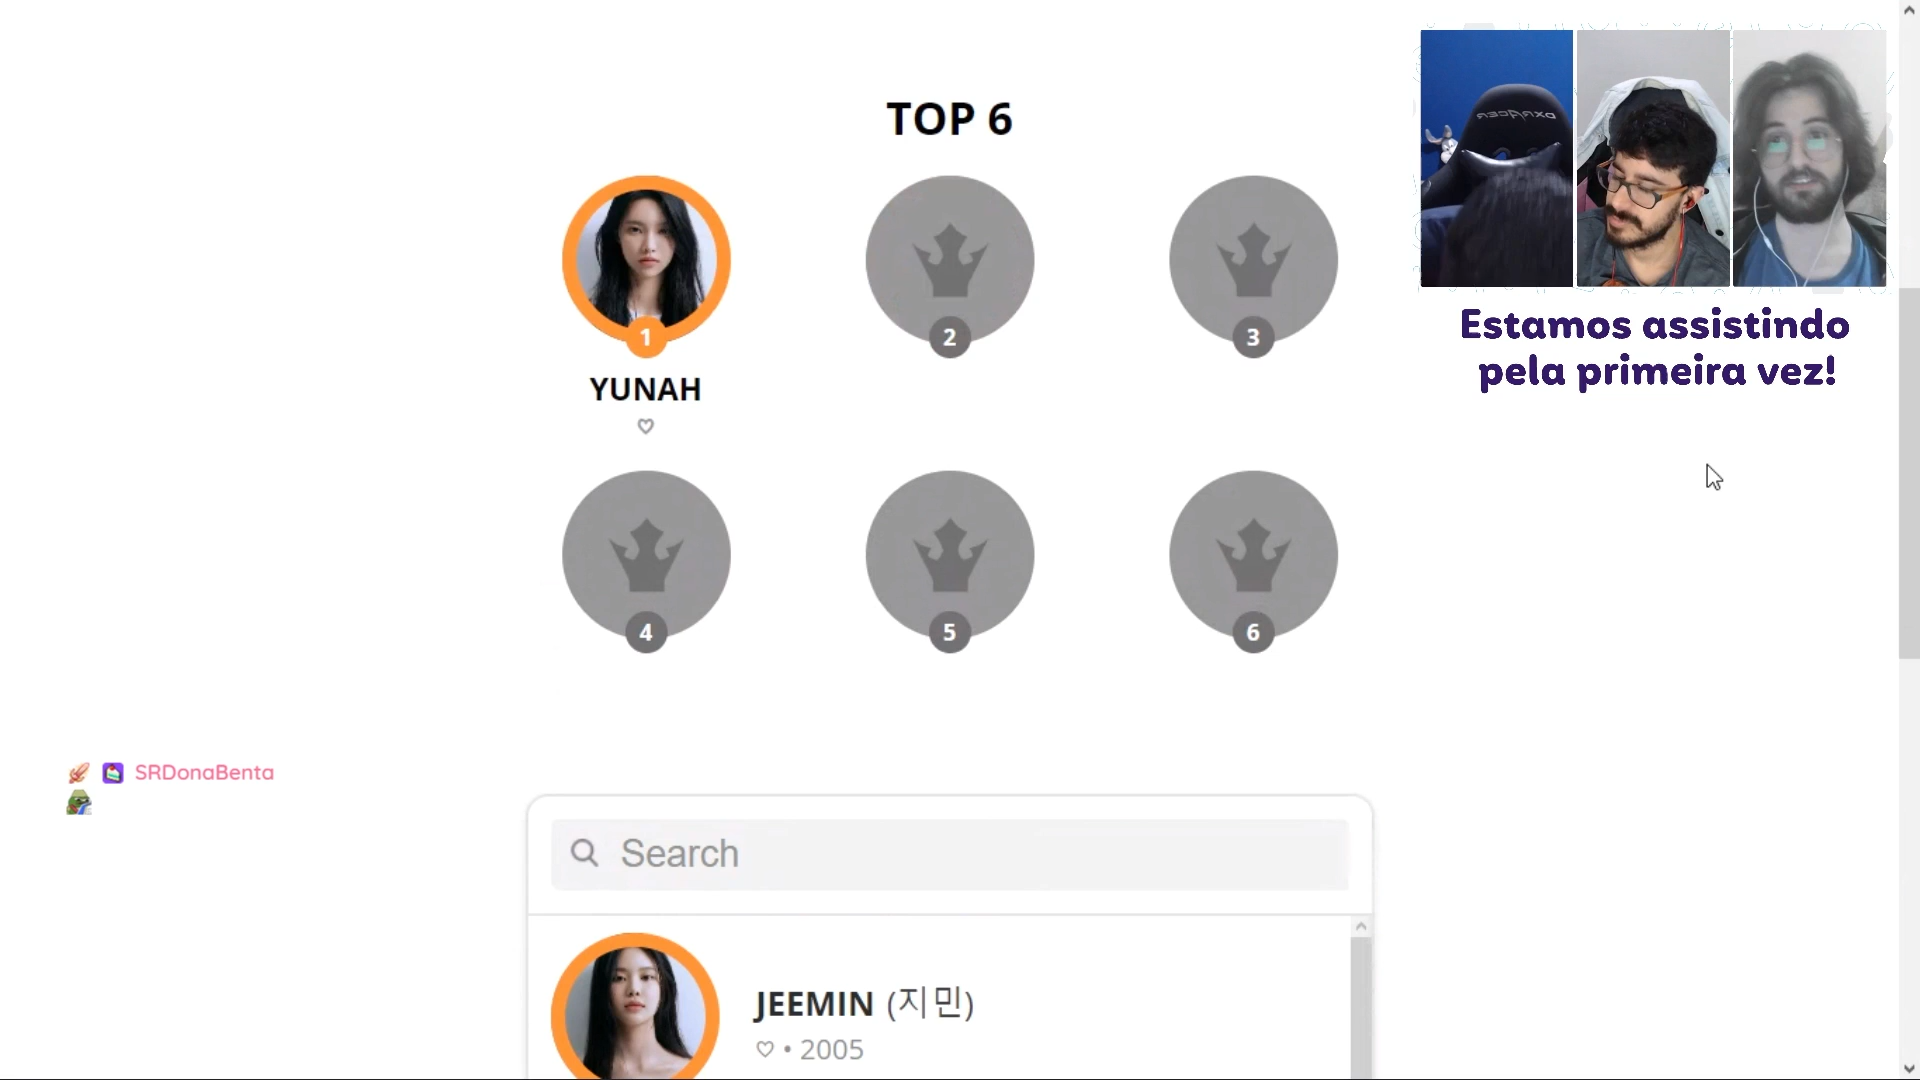 TOP 6
DXRACER
1
2
3
YUNAH
4
5
6
Estamos assistindo
pela primeira vez!
SRDonaBenta
Search
JEEMIN (지민)
♡ • 2005